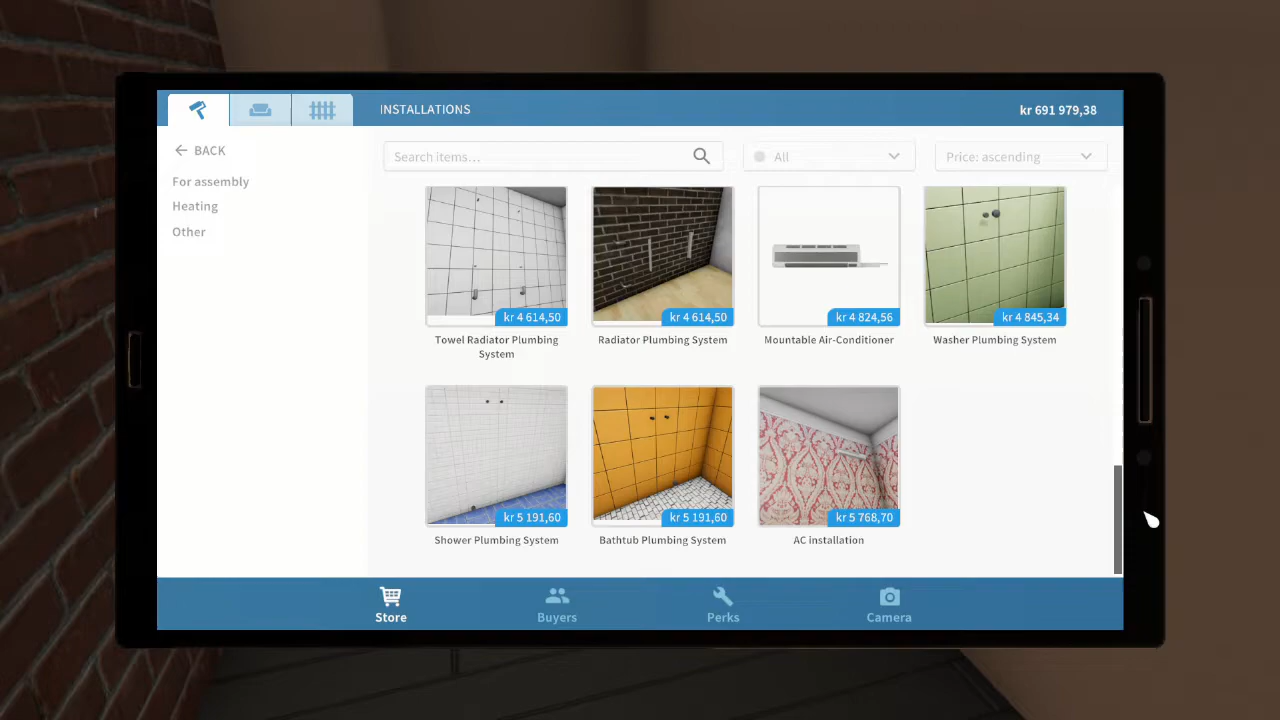 INSTALLATIONS
kr 691 979,38
BACK
For assembly
Heating
Other
Search items...
All
Price: ascending
kr 4 614,50
Towel Radiator Plumbing
System
kr 4 614,50
Radiator Plumbing System
kr 4 824,56
Mountable Air-Conditioner
kr 4 845,34
Washer Plumbing System
kr 5 191,60
Shower Plumbing System
kr 5 191,60
Bathtub Plumbing System
kr 5 768,70
AC installation
Store
Buyers
Perks
Camera